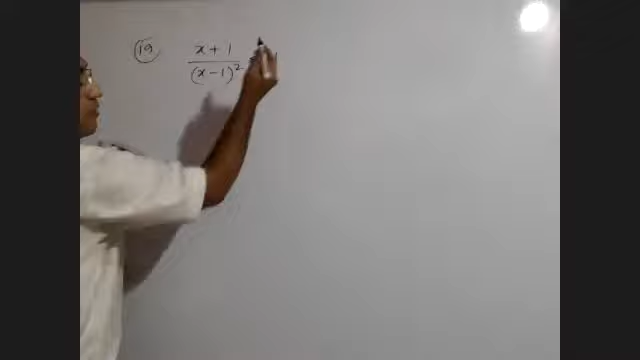 19 x + 1
(x - 1)²